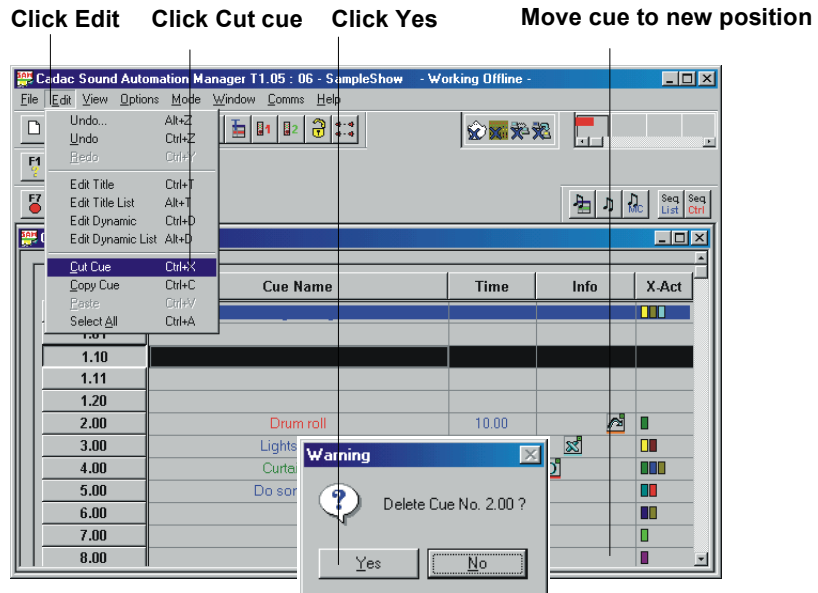 Click Edit Click Cut cue Click Yes Move cue to new position
Cadac Sound Automation Manager T1.05 : 06 - SampleShow - Working Offline -
File Edit View Options Mode Window Comms Help
Undo... Alt+Z
Undo Ctrl+Z
Redo Ctrl+Y
F1
Edit Title Ctrl+T
F7
Edit Title List Alt+T
Seq List Seq Ctrl
MC
Edit Dynamic Ctrl+D
Edit Dynamic List Alt+D
Cut Cue Ctrl+X
Copy Cue Ctrl+C
Cue Name Time Info X-Act
Paste Ctrl+V
Select All Ctrl+A
1.01
1.10
1.11
1.20
2.00 Drum roll 10.00
3.00 Lights
4.00
5.00 Do
6.00
7.00
8.00
Warning
Delete Cue No. 2.00 ?
Yes No